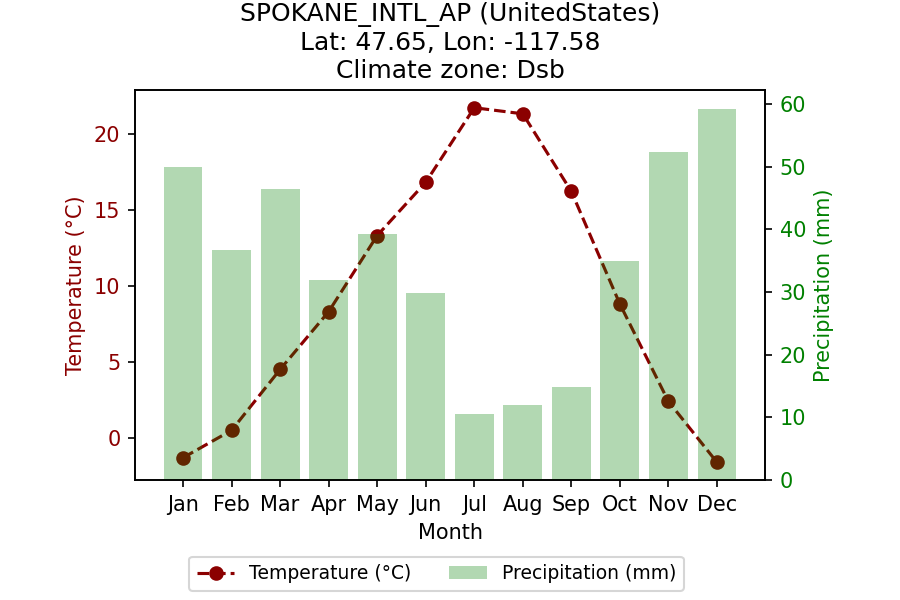 SPOKANE_INTL_AP (UnitedStates)
Lat: 47.65, Lon: -117.58
Climate zone: Dsb
Temperature (°C)
20
15
10
5
0
Precipitation (mm)
60
50
40
30
20
10
0
Jan Feb Mar Apr May Jun Jul Aug Sep Oct Nov Dec
Month
Temperature (°C) Precipitation (mm)